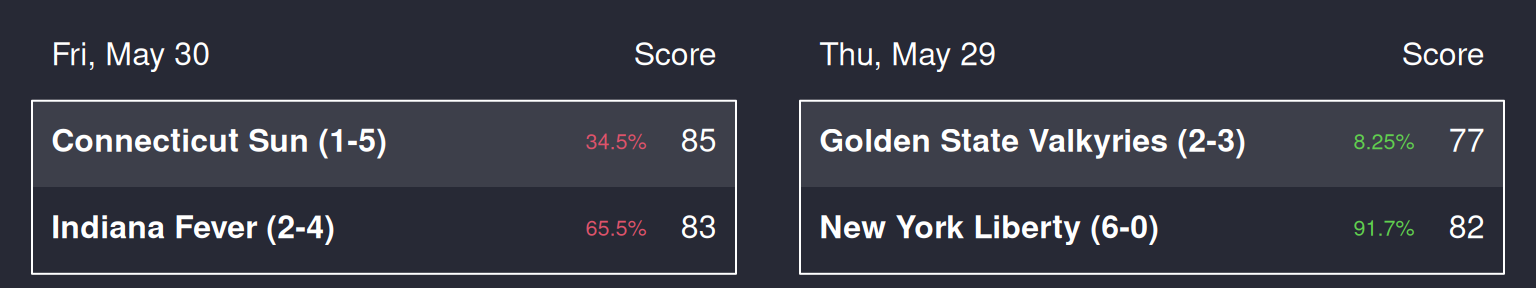 Fri, May 30 Score
Connecticut Sun (1-5) 34.5% 85
Indiana Fever (2-4) 65.5% 83
Thu, May 29 Score
Golden State Valkyries (2-3) 8.25% 77
New York Liberty (6-0) 91.7% 82